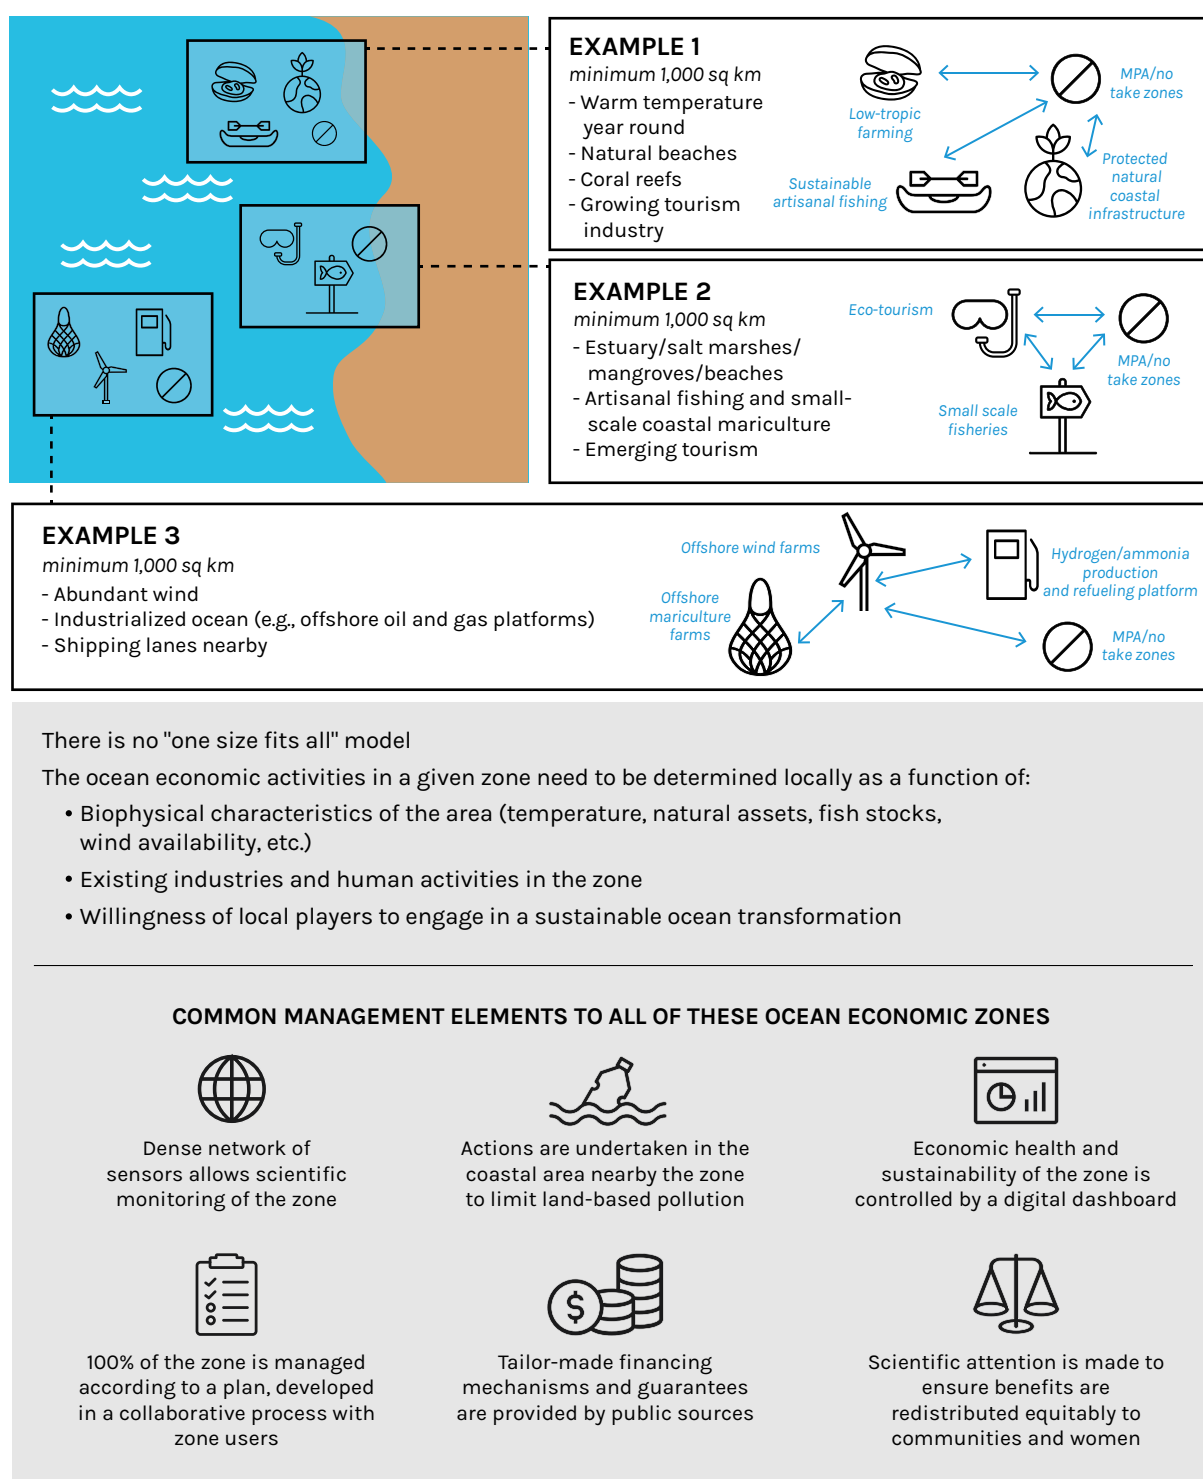 EXAMPLE 1
minimum 1,000 sq km
- Warm temperature
year round
- Natural beaches
- Coral reefs
- Growing tourism
industry
Low-tropic
farming
MPA/no
take zones
Sustainable
artisanal fishing
Protected
natural
coastal
infrastructure
EXAMPLE 2
minimum 1,000 sq km
- Estuary/salt marshes/
mangroves/beaches
- Artisanal fishing and small-
scale coastal mariculture
- Emerging tourism
Eco-tourism
MPA/no
take zones
Small scale
fisheries
EXAMPLE 3
minimum 1,000 sq km
- Abundant wind
- Industrialized ocean (e.g., offshore oil and gas platforms)
- Shipping lanes nearby
Offshore wind farms
Offshore
mariculture
farms
Hydrogen/ammonia
production
and refueling platform
MPA/no
take zones
There is no "one size fits all" model
The ocean economic activities in a given zone need to be determined locally as a function of:
• Biophysical characteristics of the area (temperature, natural assets, fish stocks,
wind availability, etc.)
• Existing industries and human activities in the zone
• Willingness of local players to engage in a sustainable ocean transformation
COMMON MANAGEMENT ELEMENTS TO ALL OF THESE OCEAN ECONOMIC ZONES
Dense network of
sensors allows scientific
monitoring of the zone
Actions are undertaken in the
coastal area nearby the zone
to limit land-based pollution
Economic health and
sustainability of the zone is
controlled by a digital dashboard
100% of the zone is managed
according to a plan, developed
in a collaborative process with
zone users
$
Tailor-made financing
mechanisms and guarantees
are provided by public sources
Scientific attention is made to
ensure benefits are
redistributed equitably to
communities and women